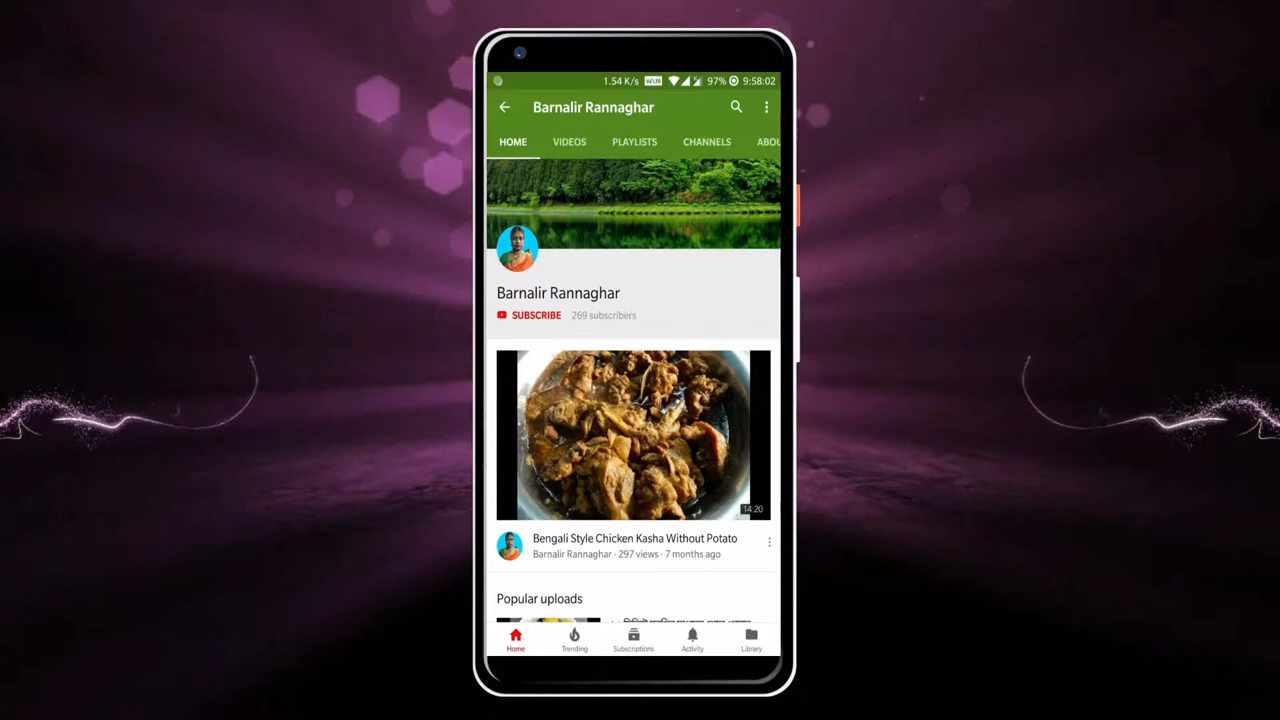 1.54 K/s VoLTE 97% 9:58:02
Barnalir Rannaghar
HOME VIDEOS PLAYLISTS CHANNELS ABOU
Barnalir Rannaghar
SUBSCRIBE 269 subscribers
14:20
Bengali Style Chicken Kasha Without Potato
Barnalir Rannaghar · 297 views · 7 months ago
Popular uploads
Home Trending Subscriptions Activity Library